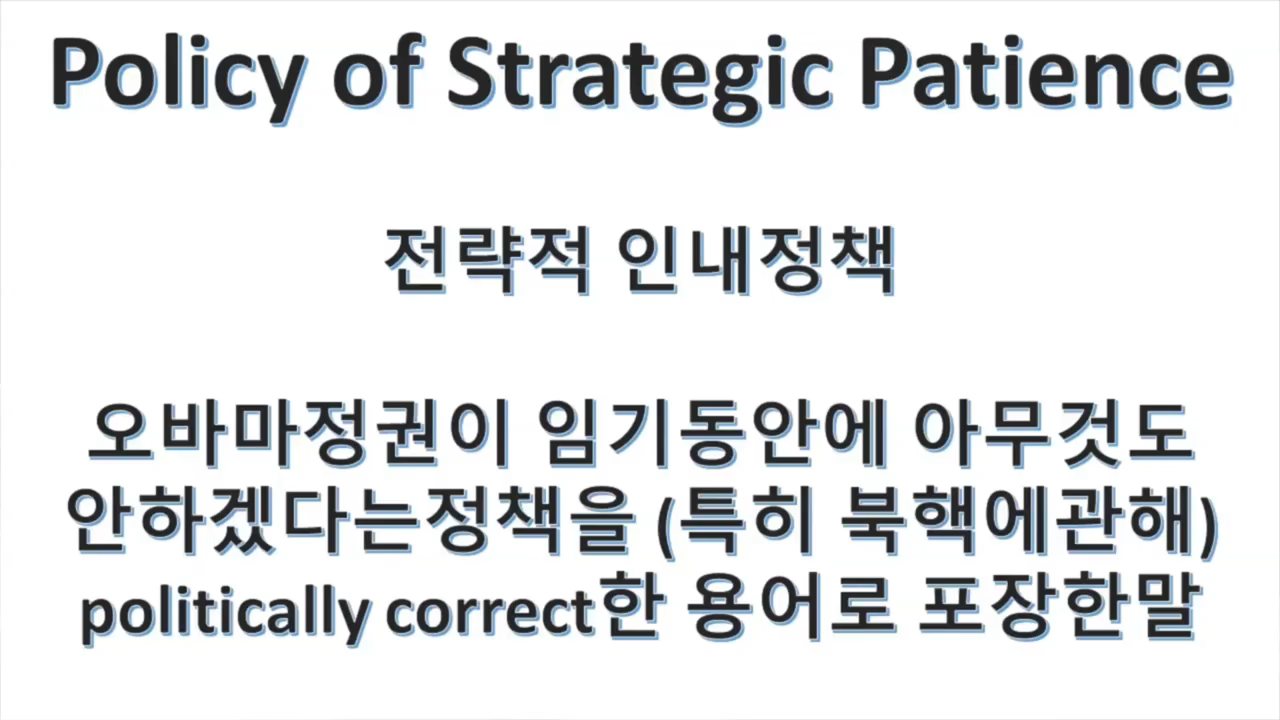 Policy of Strategic Patience
전략적 인내정책
오바마정권이 임기동안에 아무것도
안하겠다는정책을 (특히 북핵에관해)
politically correct한 용어로 포장한말